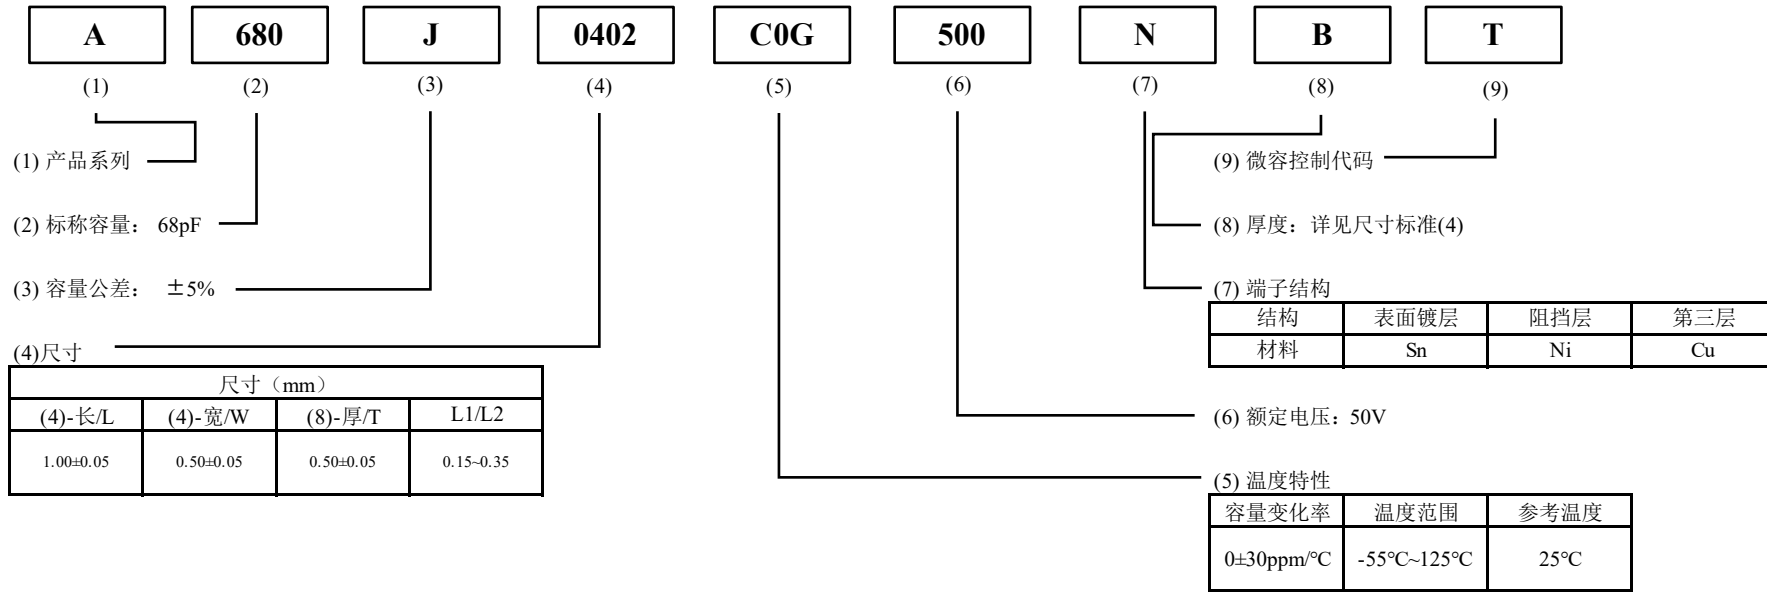 A 680 J 0402 C0G 500 N B T
(1) (2) (3) (4) (5) (6) (7) (8) (9)
(1) 产品系列
(2) 标称容量： 68pF
(3) 容量公差： ±5%
(4)尺寸
尺寸（mm）
(4)-长/L (4)-宽/W (8)-厚/T L1/L2
1.00±0.05 0.50±0.05 0.50±0.05 0.15~0.35
(9) 微容控制代码
(8) 厚度：详见尺寸标准(4)
(7) 端子结构
结构 表面镀层 阻挡层 第三层
材料 Sn Ni Cu
(6) 额定电压：50V
(5) 温度特性
容量变化率 温度范围 参考温度
0±30ppm/℃ -55℃~125℃ 25℃